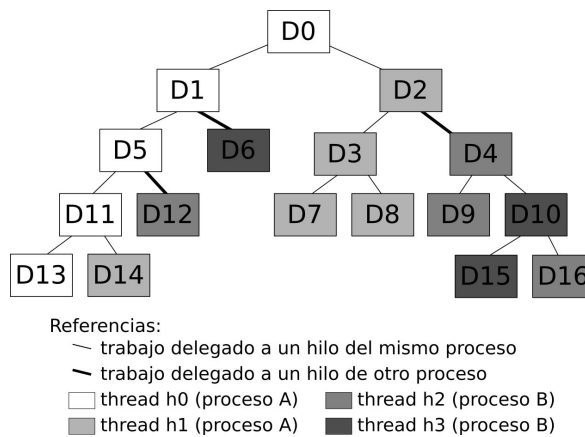 D0
D1 D2
D5 D6 D3 D4
D11 D12 D7 D8 D9 D10
D13 D14 D15 D16
Referencias:
trabajo delegado a un hilo del mismo proceso
trabajo delegado a un hilo de otro proceso
thread h0 (proceso A) thread h2 (proceso B)
thread h1 (proceso A) thread h3 (proceso B)